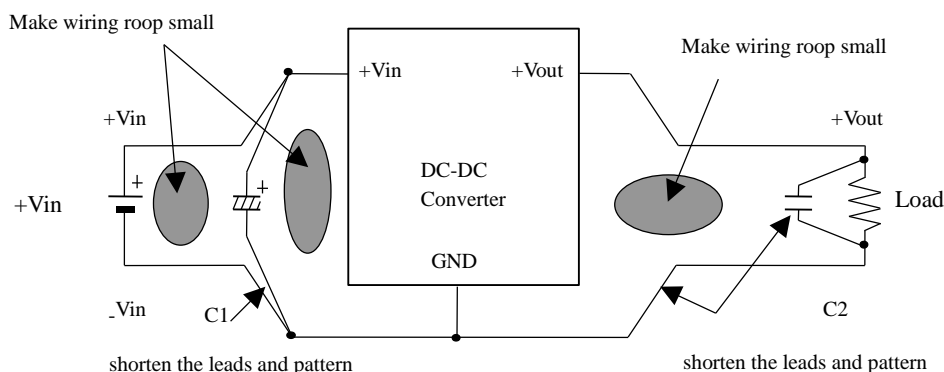 Make wiring roop small
+Vin
+Vout
Make wiring roop small
+Vin
+Vout
+
+
DC-DC
Converter
+Vin
Load
GND
-Vin
C1
C2
shorten the leads and pattern
shorten the leads and pattern